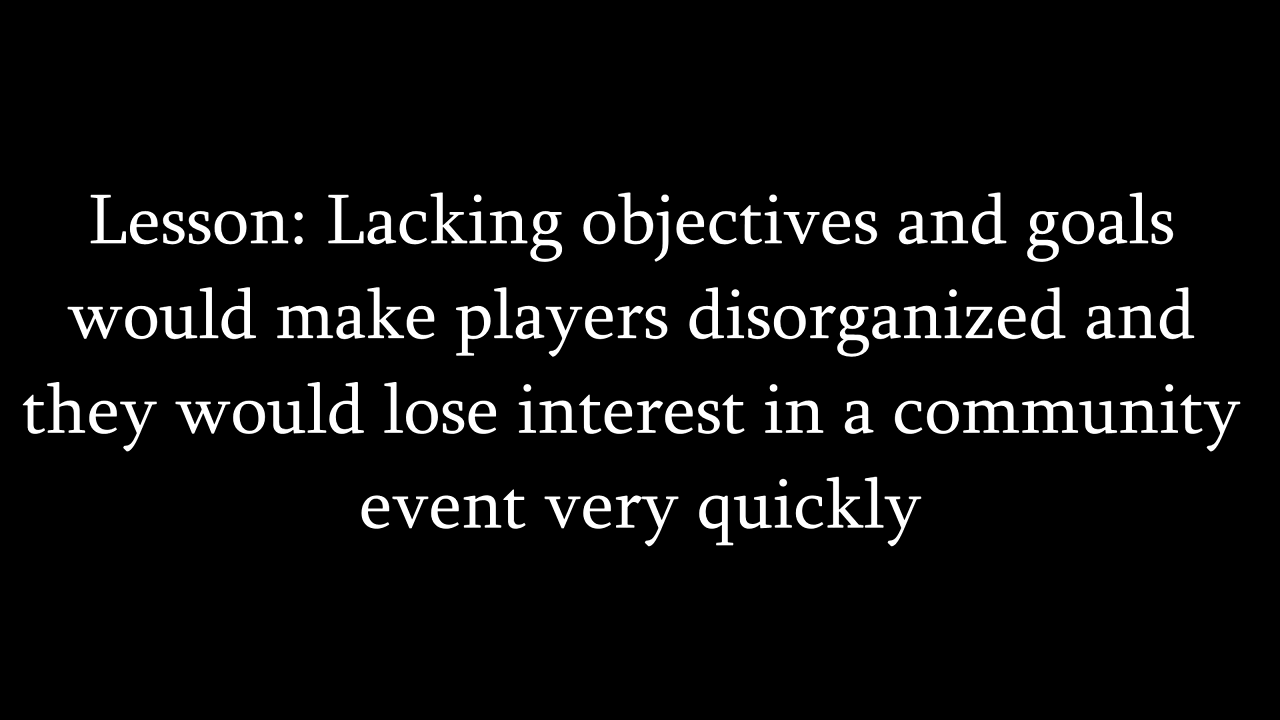 Lesson: Lacking objectives and goals
would make players disorganized and
they would lose interest in a community
event very quickly